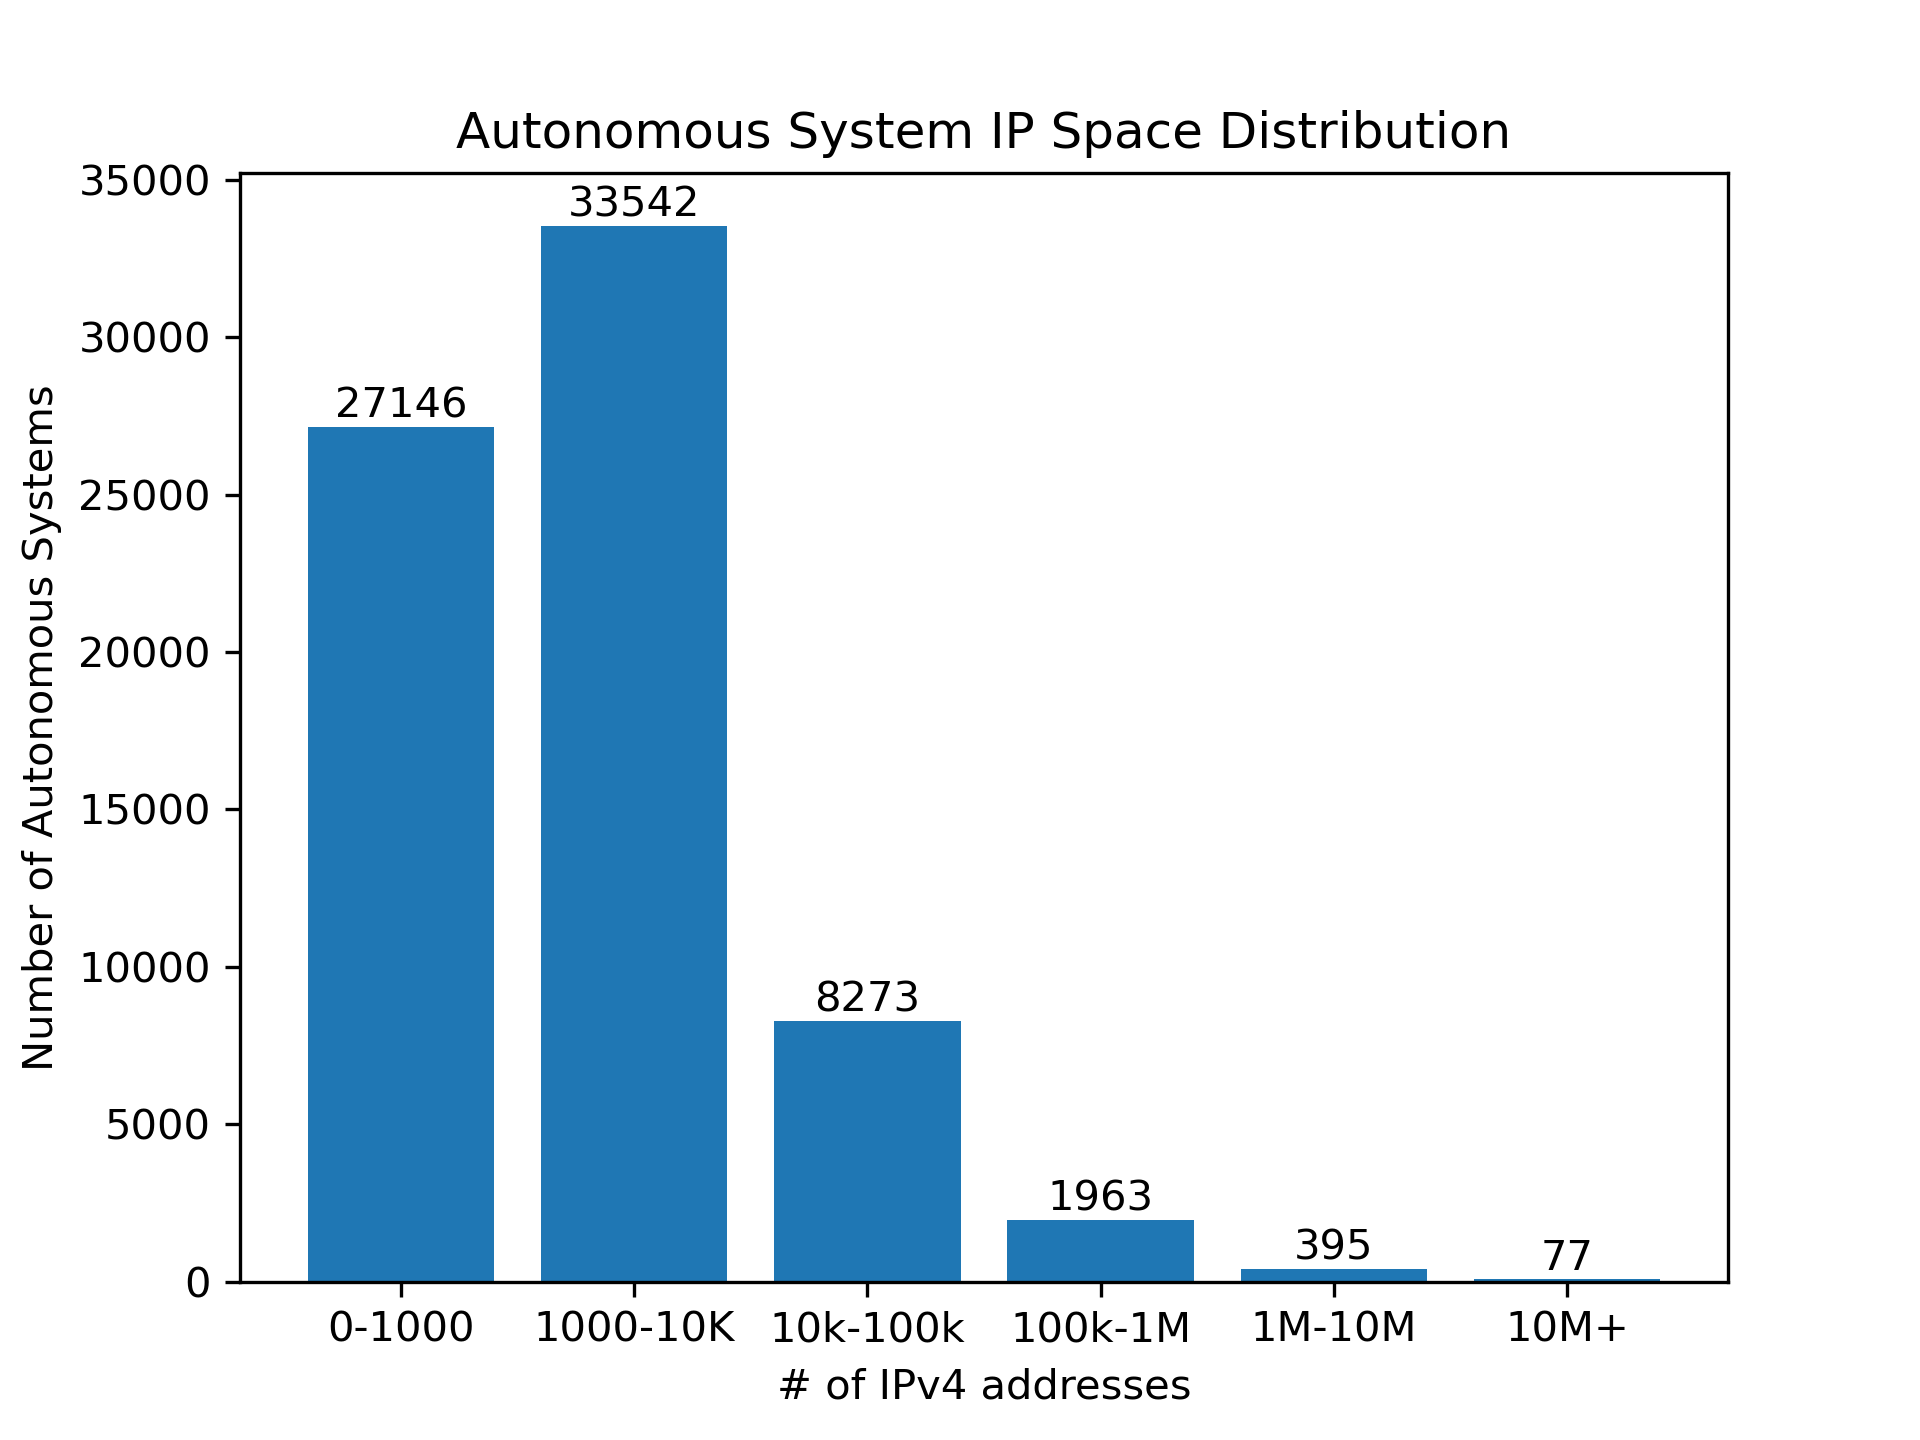 Autonomous System IP Space Distribution
35000
30000
25000
20000
15000
10000
5000
0
Number of Autonomous Systems
27146
33542
8273
1963
395
77
0-1000
1000-10K
10k-100k
100k-1M
1M-10M
10M+
# of IPv4 addresses